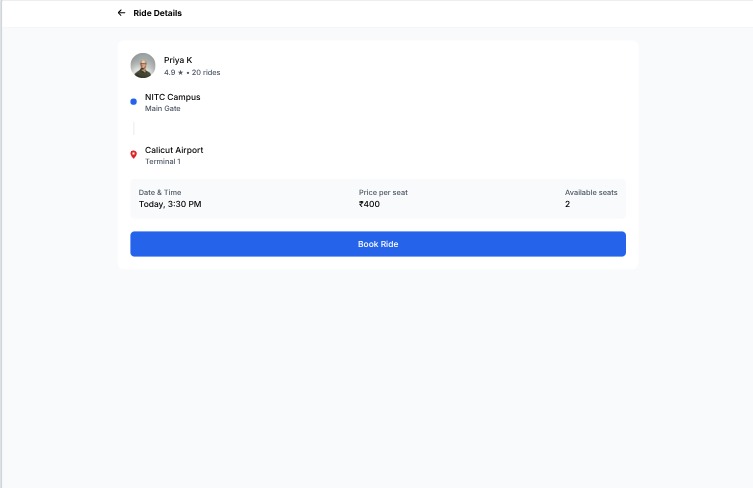 Ride Details
Priya K
4.9 ★ • 20 rides
NITC Campus
Main Gate
Calicut Airport
Terminal 1
Date & Time Price per seat Available seats
Today, 3:30 PM ₹400 2
Book Ride